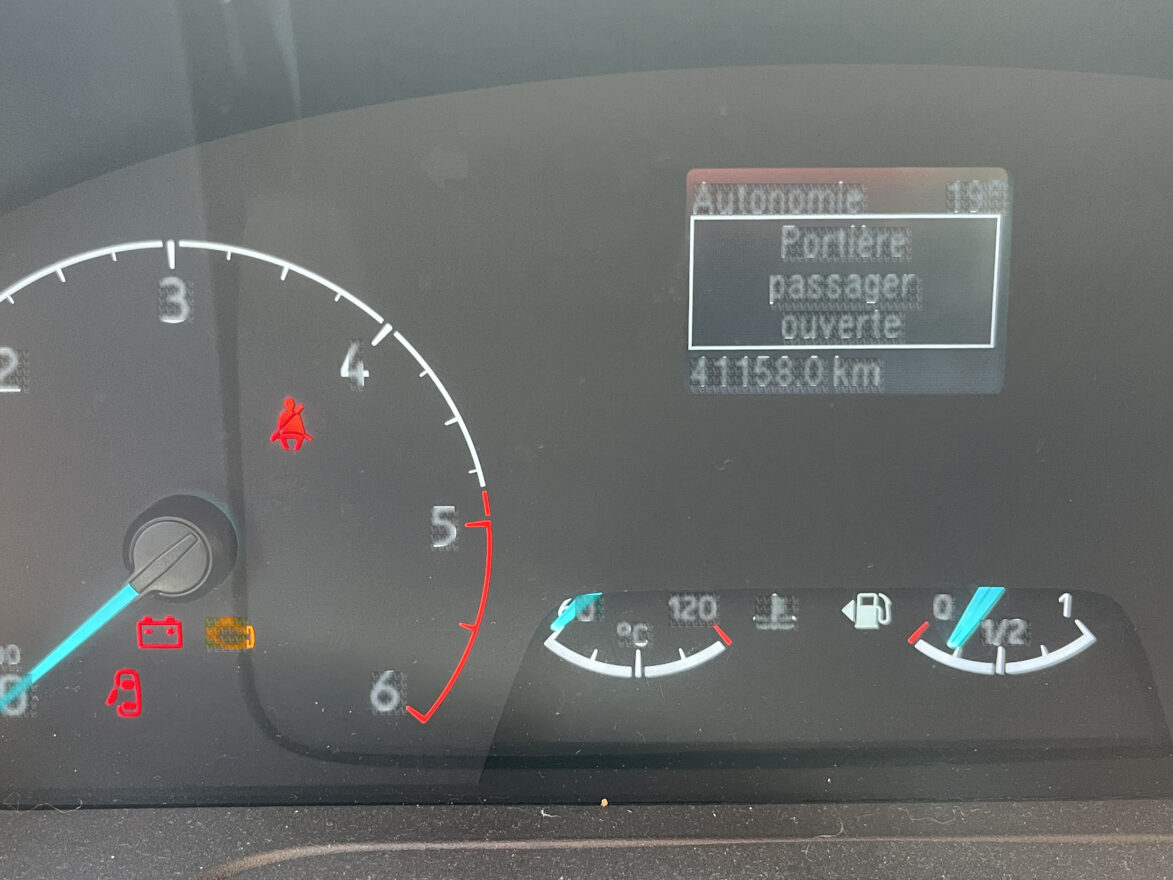 Autonomie
Portière
passager
ouverte
41158.0 km
2
3
4
5
6
120
°C
0
1/2
1